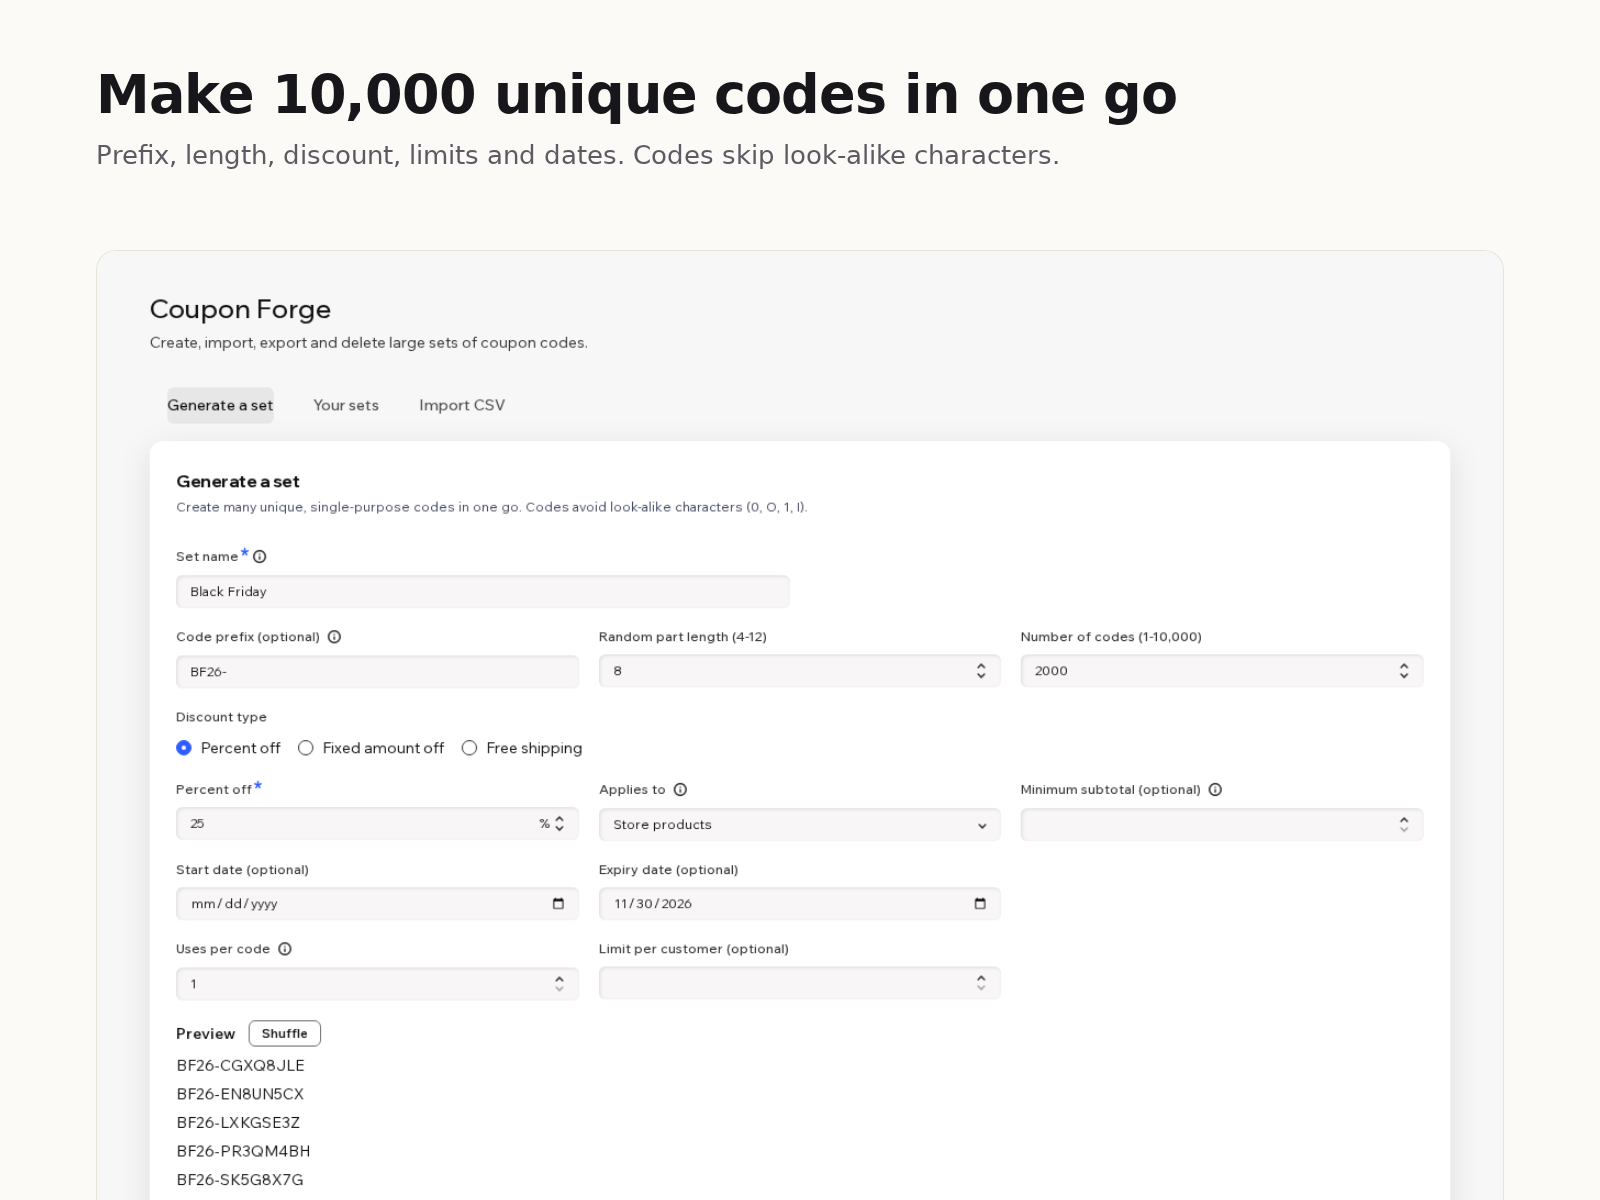 Make 10,000 unique codes in one go
Prefix, length, discount, limits and dates. Codes skip look-alike characters.
Coupon Forge
Create, import, export and delete large sets of coupon codes.
Generate a set Your sets Import CSV
Generate a set
Create many unique, single-purpose codes in one go. Codes avoid look-alike characters (0, O, 1, I).
Set name*
Black Friday
Code prefix (optional) Random part length (4-12) Number of codes (1-10,000)
BF26- 8 2000
Discount type
Percent off Fixed amount off Free shipping
Percent off* Applies to Minimum subtotal (optional)
25 % Store products
Start date (optional) Expiry date (optional)
mm/dd/yyyy 11/30/2026
Uses per code Limit per customer (optional)
1
Preview Shuffle
BF26-CGXQ8JLE
BF26-EN8UN5CX
BF26-LXKGSE3Z
BF26-PR3QM4BH
BF26-SK5G8X7G